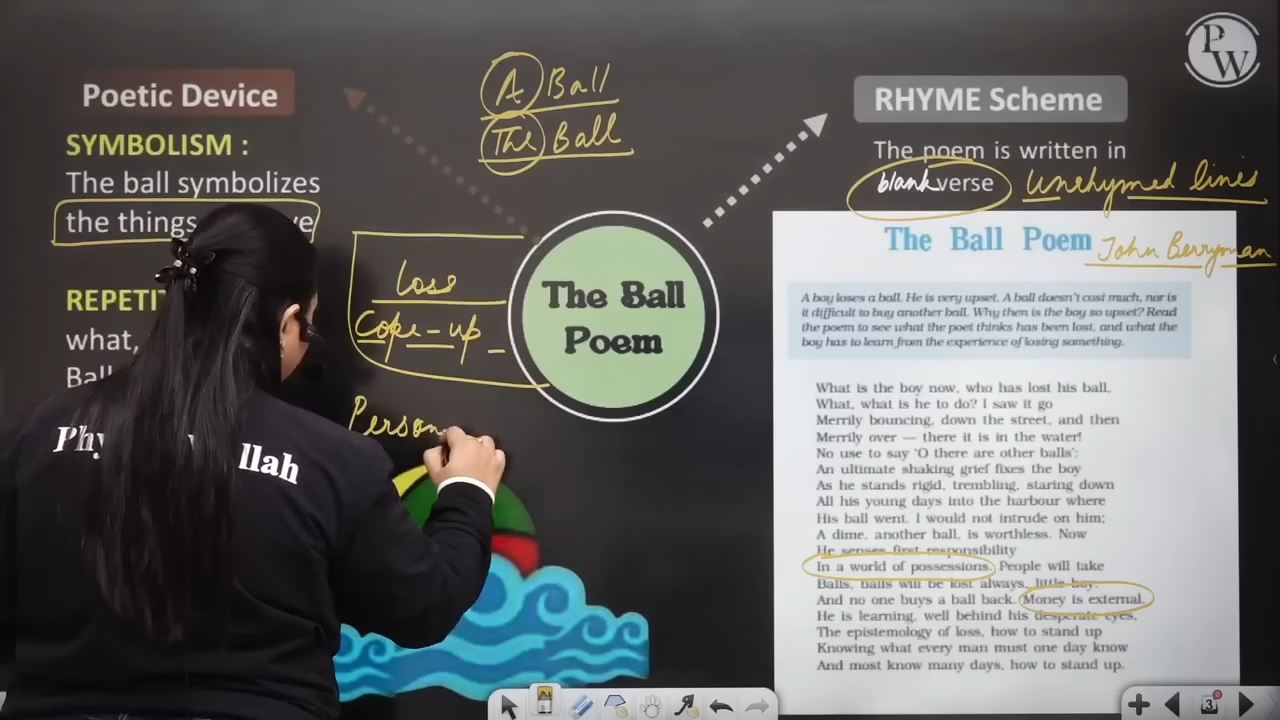 PW
Poetic Device
SYMBOLISM :
The ball symbolizes
the things
REPETIT
what,
Ball
A Ball
The Ball
Loss
Cope-up
The Ball
Poem
Person
RHYME Scheme
The poem is written in
blank verse unrhymed lines
The Ball Poem John Berryman
A boy loses a ball. He is very upset. A ball doesn't cost much, nor is
it difficult to buy another ball. Why then is the boy so upset? Read
the poem to see what the poet thinks has been lost, and what the
boy has to learn from the experience of losing something.
What is the boy now, who has lost his ball,
What, what is he to do? I saw it go
Merrily bouncing, down the street, and then
Merrily over — there it is in the water!
No use to say 'O there are other balls':
An ultimate shaking grief fixes the boy
As he stands rigid, trembling, staring down
All his young days into the harbour where
His ball went. I would not intrude on him;
A dime, another ball, is worthless. Now
He senses first responsibility
In a world of possessions. People will take
Balls, balls will be lost always, little boy.
And no one buys a ball back. Money is external.
He is learning, well behind his desperate eyes,
The epistemology of loss, how to stand up
Knowing what every man must one day know
And most know many days, how to stand up.
Phy llah
3